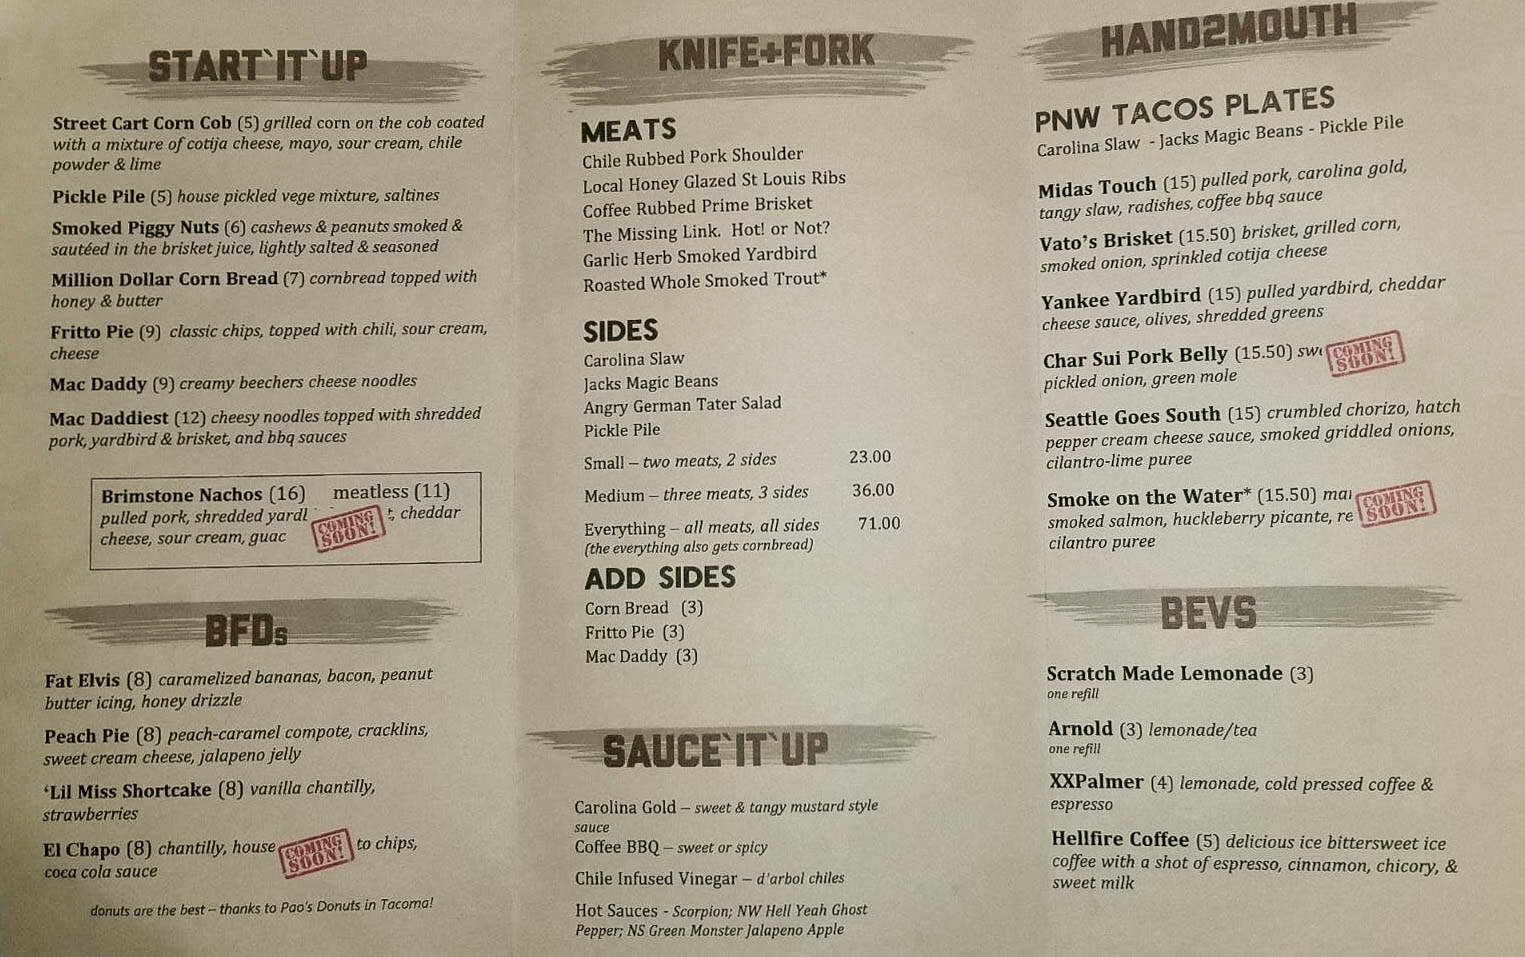 START`IT`UP
Street Cart Corn Cob (5) grilled corn on the cob coated
with a mixture of cotija cheese, mayo, sour cream, chile
powder & lime
Pickle Pile (5) house pickled vege mixture, saltines
Smoked Piggy Nuts (6) cashews & peanuts smoked &
sautéed in the brisket juice, lightly salted & seasoned
Million Dollar Corn Bread (7) cornbread topped with
honey & butter
Fritto Pie (9) classic chips, topped with chili, sour cream,
cheese
Mac Daddy (9) creamy beechers cheese noodles
Mac Daddiest (12) cheesy noodles topped with shredded
pork, yardbird & brisket, and bbq sauces
Brimstone Nachos (16) meatless (11)
pulled pork, shredded cheddar
cheese, sour cream, guac
COMING
SOON!
BFDs
Fat Elvis (8) caramelized bananas, bacon, peanut
butter icing, honey drizzle
Peach Pie (8) peach-caramel compote, cracklins,
sweet cream cheese, jalapeno jelly
‘Lil Miss Shortcake (8) vanilla chantilly,
strawberries
El Chapo (8) chantilly, house to chips,
coca cola sauce
COMING
SOON!
donuts are the best – thanks to Pao's Donuts in Tacoma!
KNIFE+FORK
MEATS
Chile Rubbed Pork Shoulder
Local Honey Glazed St Louis Ribs
Coffee Rubbed Prime Brisket
The Missing Link. Hot! or Not?
Garlic Herb Smoked Yardbird
Roasted Whole Smoked Trout*
SIDES
Carolina Slaw
Jacks Magic Beans
Angry German Tater Salad
Pickle Pile
Small – two meats, 2 sides 23.00
Medium – three meats, 3 sides 36.00
Everything – all meats, all sides 71.00
(the everything also gets cornbread)
ADD SIDES
Corn Bread (3)
Fritto Pie (3)
Mac Daddy (3)
SAUCE`IT`UP
Carolina Gold – sweet & tangy mustard style
sauce
Coffee BBQ – sweet or spicy
Chile Infused Vinegar – d'arbol chiles
Hot Sauces - Scorpion; NW Hell Yeah Ghost
Pepper; NS Green Monster Jalapeno Apple
HAND2MOUTH
PNW TACOS PLATES
Carolina Slaw - Jacks Magic Beans - Pickle Pile
Midas Touch (15) pulled pork, carolina gold,
tangy slaw, radishes, coffee bbq sauce
Vato's Brisket (15.50) brisket, grilled corn,
smoked onion, sprinkled cotija cheese
Yankee Yardbird (15) pulled yardbird, cheddar
cheese sauce, olives, shredded greens
Char Sui Pork Belly (15.50)
pickled onion, green mole
COMING
SOON!
Seattle Goes South (15) crumbled chorizo, hatch
pepper cream cheese sauce, smoked griddled onions,
cilantro-lime puree
Smoke on the Water* (15.50)
smoked salmon, huckleberry picante,
cilantro puree
COMING
SOON!
BEVS
Scratch Made Lemonade (3)
one refill
Arnold (3) lemonade/tea
one refill
XXPalmer (4) lemonade, cold pressed coffee &
espresso
Hellfire Coffee (5) delicious ice bittersweet ice
coffee with a shot of espresso, cinnamon, chicory, &
sweet milk